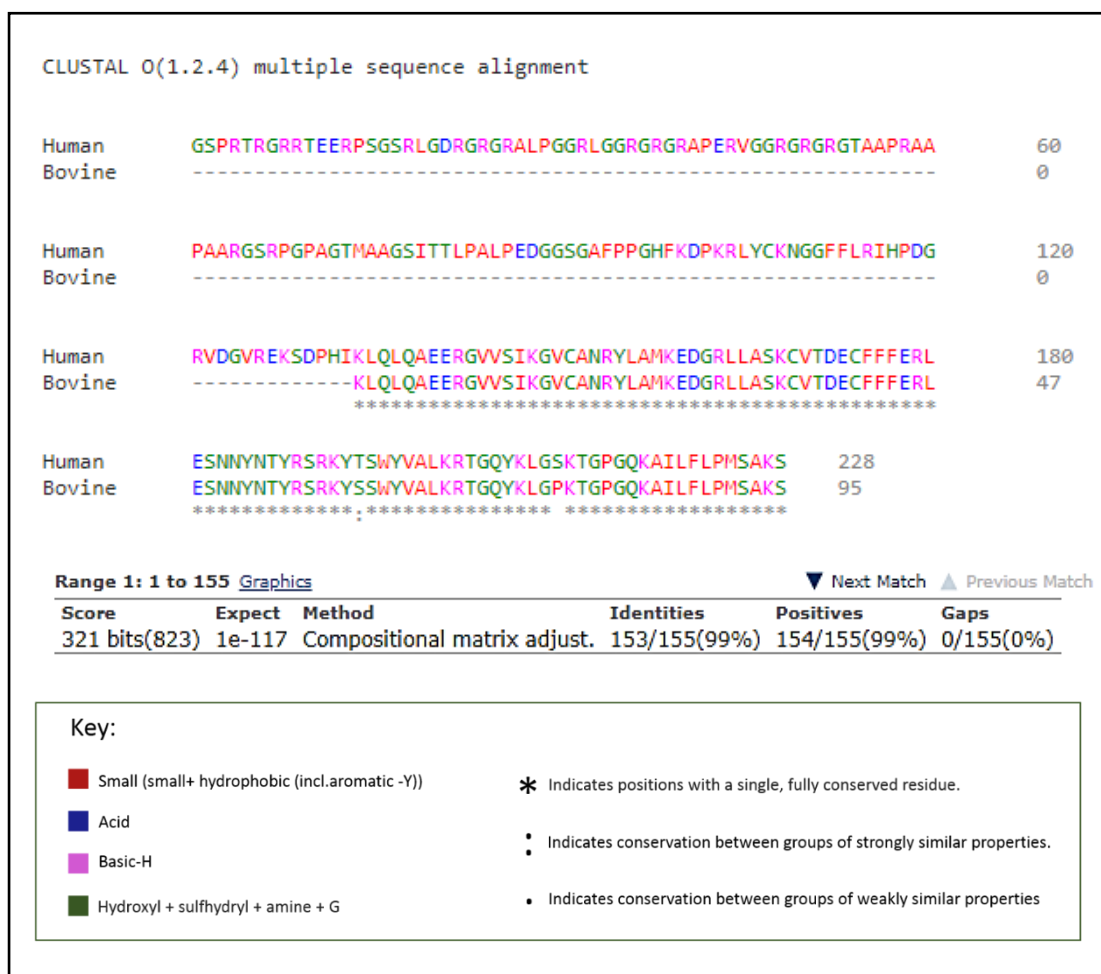 CLUSTAL O(1.2.4) multiple sequence alignment
Human GSPRTRGRRTEERPSGSRLGDRGRGRALPGGRLGGRGRGRAPERVGGRGRGRGTAAPRAA 60
Bovine ------------------------------------------------------------ 0
Human PAARGSRPGPAGTMAAGSITTLPALPEDGGSGAFPPGHFKDPKRLYCKNGGFFLRIHPDG 120
Bovine ------------------------------------------------------------ 0
Human RVDGVREKSDPHIKLQLQAEERGVVSIKGVCANRYLAMKEDGRLLASKCVTDECFFFERL 180
Bovine -------------KLQLQAEERGVVSIKGVCANRYLAMKEDGRLLASKCVTDECFFFERL 47
***********************************************
Human ESNNYNTYRSRKYTSWYVALKRTGQYKLGSKTGPGQKAILFLPMSAKS 228
Bovine ESNNYNTYRSRKYSSWYVALKRTGQYKLGPKTGPGQKAILFLPMSAKS 95
*************:*************** ******************
Range 1: 1 to 155 Graphics ▼ Next Match ▲ Previous Match
Score Expect Method Identities Positives Gaps
321 bits(823) 1e-117 Compositional matrix adjust. 153/155(99%) 154/155(99%) 0/155(0%)
Key:
Small (small+ hydrophobic (incl.aromatic -Y)) * Indicates positions with a single, fully conserved residue.
Acid : Indicates conservation between groups of strongly similar properties.
Basic-H
Hydroxyl + sulfhydryl + amine + G . Indicates conservation between groups of weakly similar properties